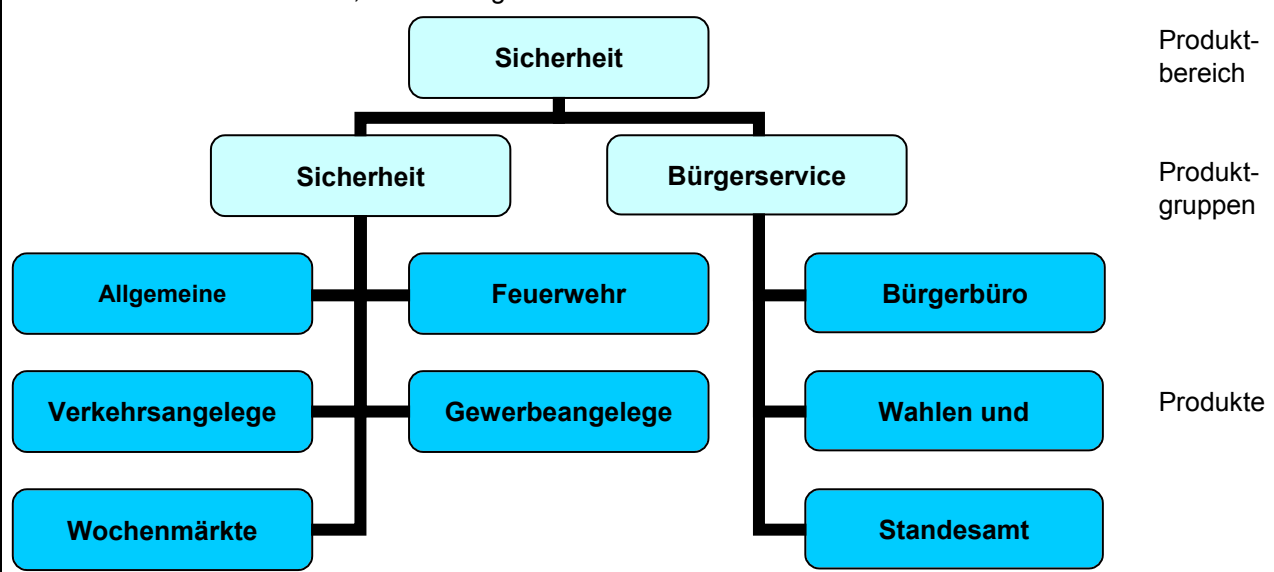 Sicherheit
Produkt-
bereich
Sicherheit
Bürgerservice
Produkt-
gruppen
Allgemeine
Feuerwehr
Bürgerbüro
Verkehrsangelege
Gewerbeangelege
Wahlen und
Produkte
Wochenmärkte
Standesamt